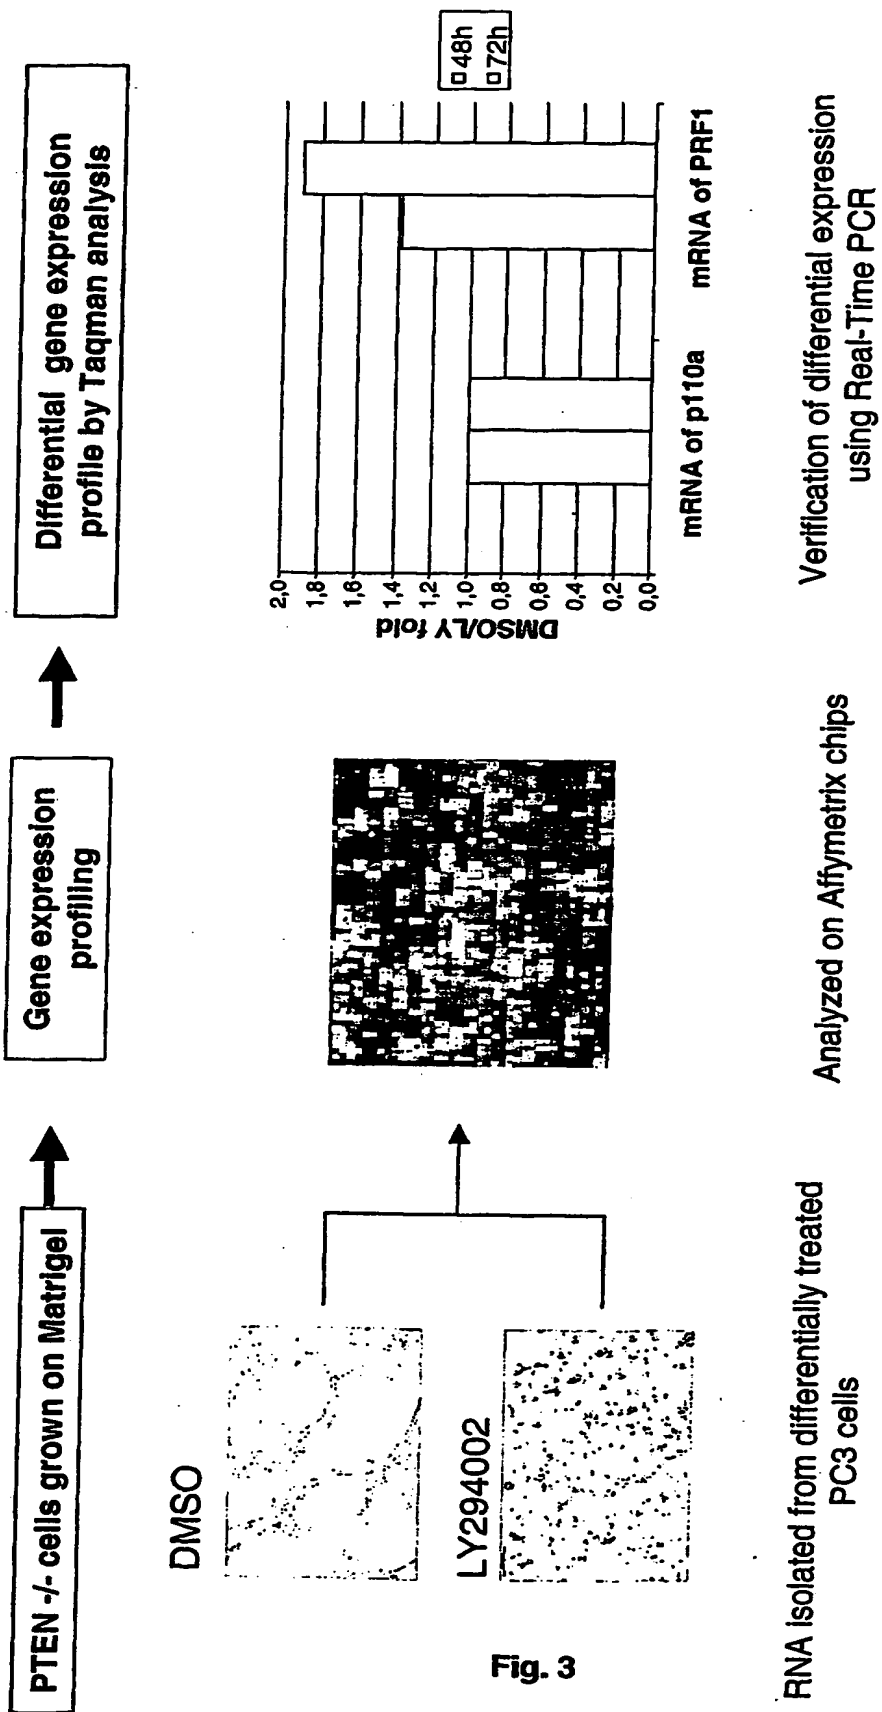 PTEN -/- cells grown on Matrigel
Gene expression
profiling
Differential gene expression
profile by Taqman analysis
DMSO
LY294002
DMSO/LY fold
2,0
1,8
1,6
1,4
1,2
1,0
0,8
0,6
0,4
0,2
0,0
mRNA of p110a
mRNA of PRF1
48h
72h
RNA isolated from differentially treated
PC3 cells
Analyzed on Affymetrix chips
Verification of differential expression
using Real-Time PCR
Fig. 3